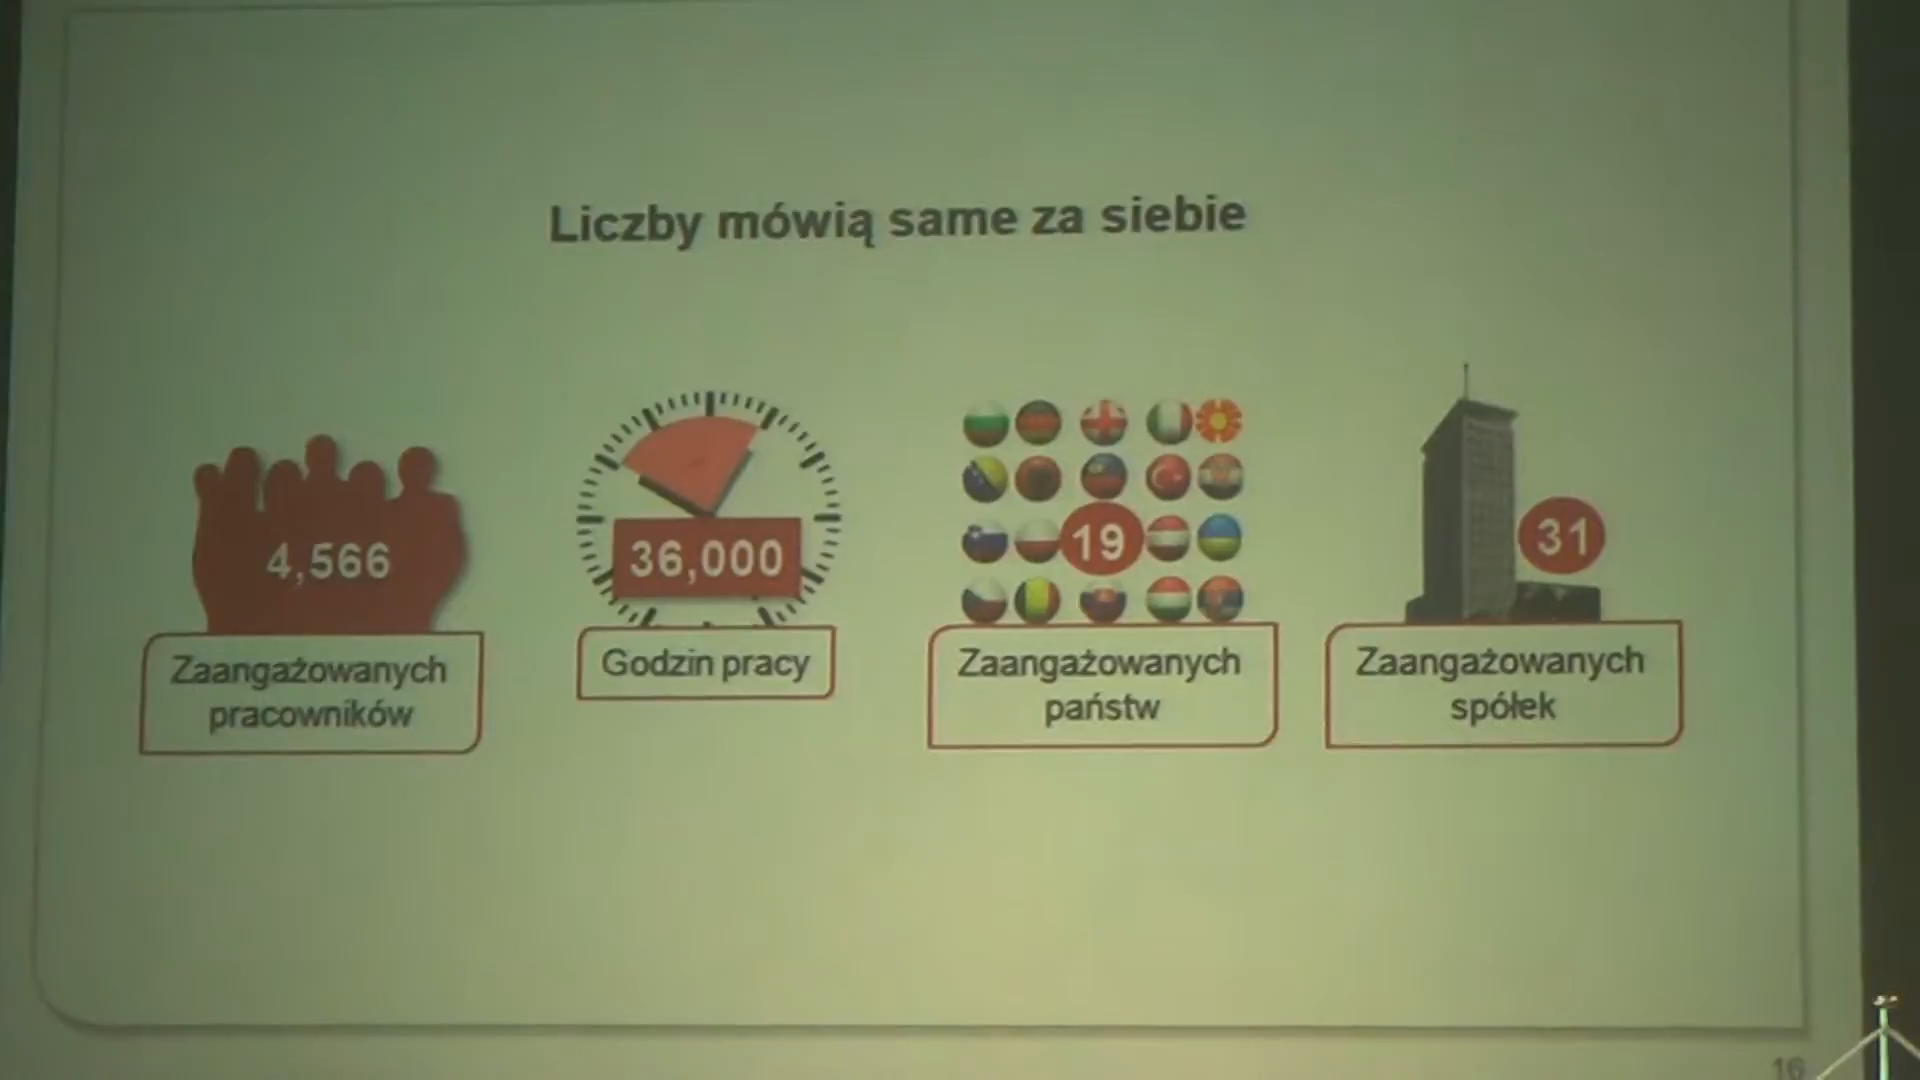 Liczby mówią same za siebie
4,566
36,000
19
31
Zaangażowanych
pracowników
Godzin pracy
Zaangażowanych
państw
Zaangażowanych
spółek
16